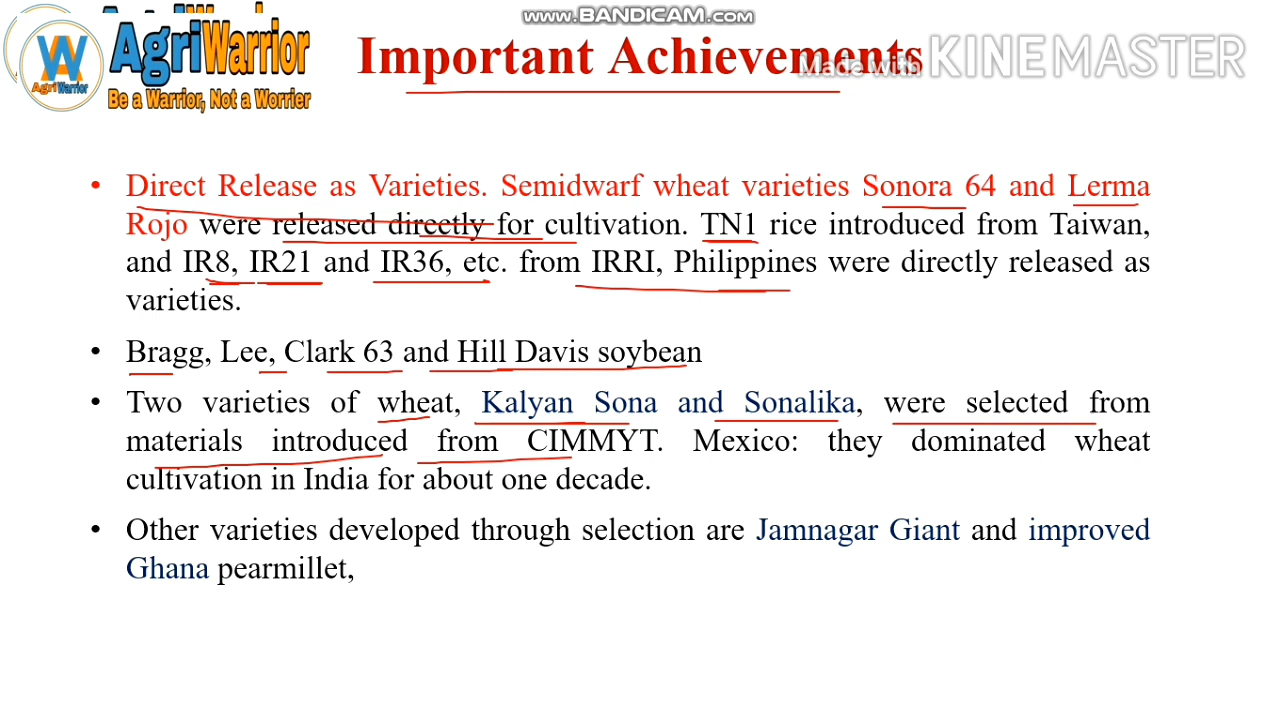 www.BANDICAM.com
AgriWarrior
Be a Warrior, Not a Worrier
WA
AgriWarrior
Important Achievements
Made with KINEMASTER
• Direct Release as Varieties. Semidwarf wheat varieties Sonora 64 and Lerma
Rojo were released directly for cultivation. TN1 rice introduced from Taiwan,
and IR8, IR21 and IR36, etc. from IRRI, Philippines were directly released as
varieties.
• Bragg, Lee, Clark 63 and Hill Davis soybean
• Two varieties of wheat, Kalyan Sona and Sonalika, were selected from
materials introduced from CIMMYT. Mexico: they dominated wheat
cultivation in India for about one decade.
• Other varieties developed through selection are Jamnagar Giant and improved
Ghana pearmillet,